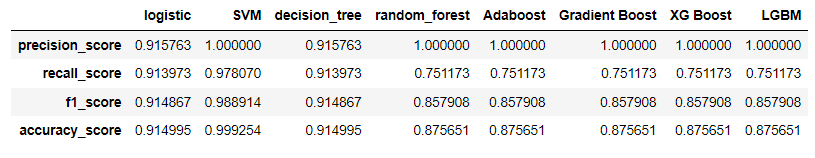 logistic SVM decision_tree random_forest Adaboost Gradient Boost XG Boost LGBM
precision_score 0.915763 1.000000 0.915763 1.000000 1.000000 1.000000 1.000000 1.000000
recall_score 0.913973 0.978070 0.913973 0.751173 0.751173 0.751173 0.751173 0.751173
f1_score 0.914867 0.988914 0.914867 0.857908 0.857908 0.857908 0.857908 0.857908
accuracy_score 0.914995 0.999254 0.914995 0.875651 0.875651 0.875651 0.875651 0.875651